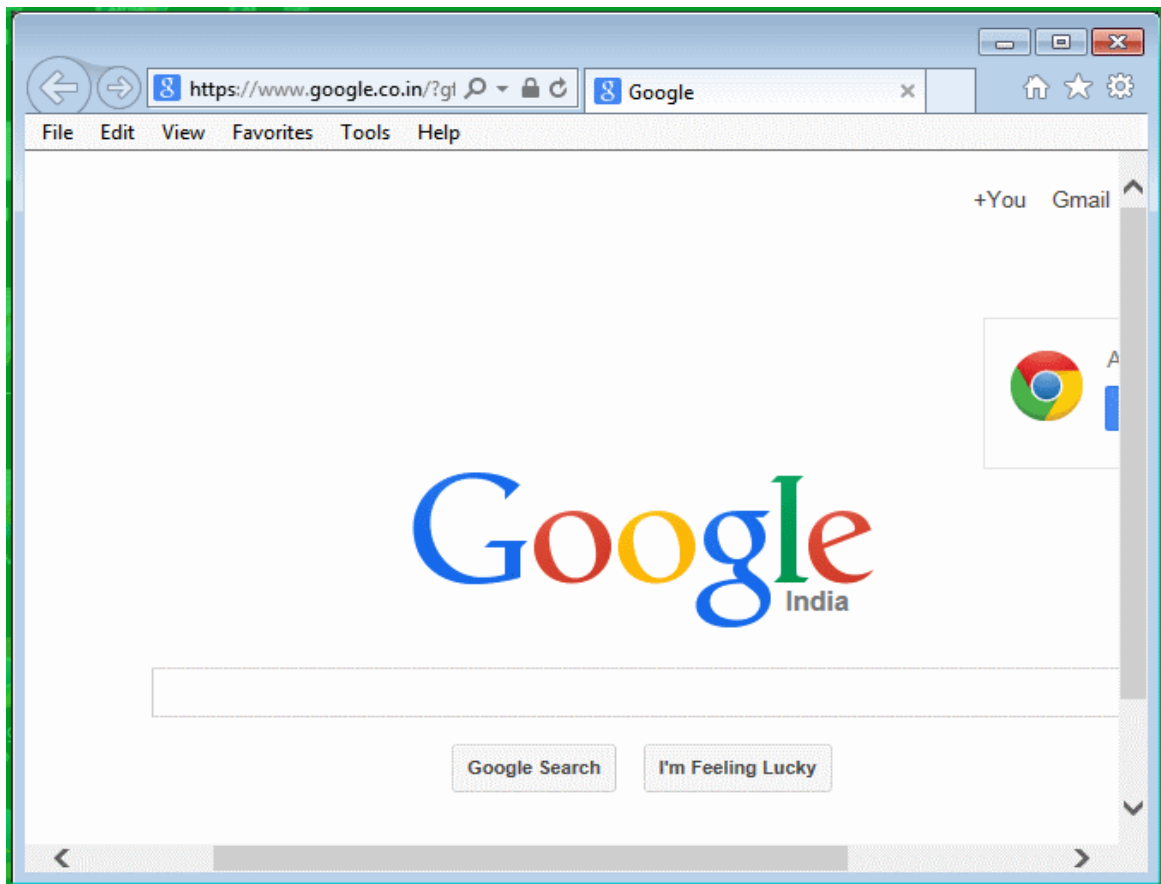 https://www.google.co.in/?gf Google
File Edit View Favorites Tools Help
+You Gmail
A
Google
India
Google Search I'm Feeling Lucky